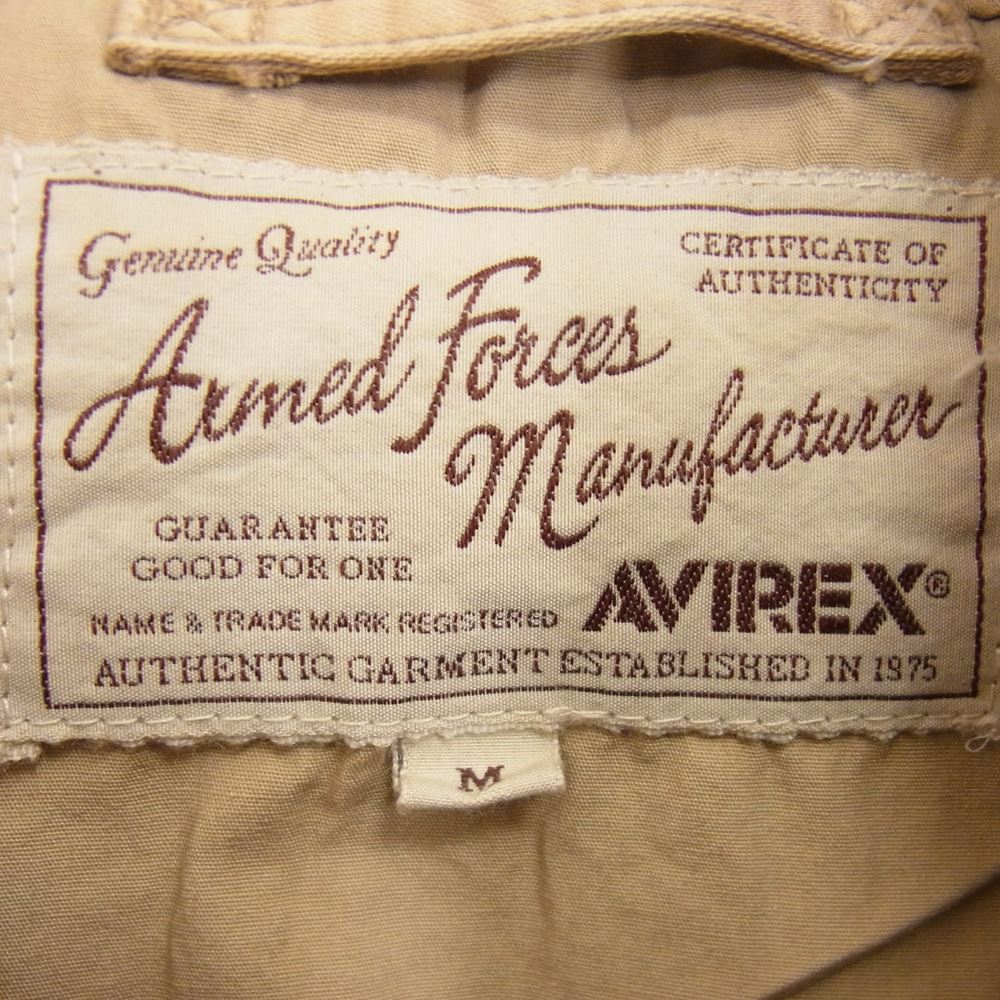 Genuine Quality
CERTIFICATE OF
AUTHENTICITY
Armed Forces
Manufacturer
GUARANTEE
GOOD FOR ONE
AVIREX®
NAME & TRADE MARK REGISTERED
AUTHENTIC GARMENT ESTABLISHED IN 1975
M